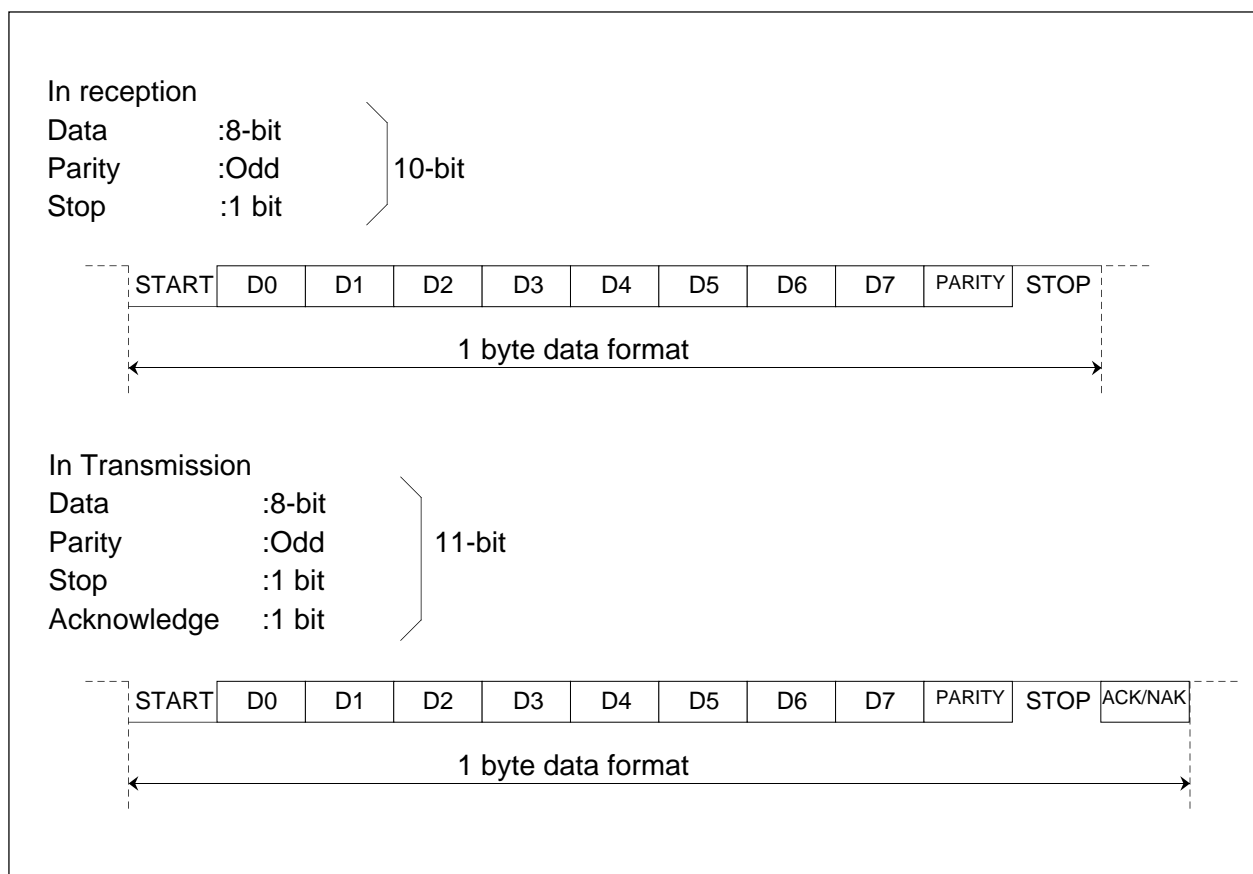 In reception
Data :8-bit
Parity :Odd
Stop :1 bit
10-bit
START D0 D1 D2 D3 D4 D5 D6 D7 PARITY STOP
1 byte data format
In Transmission
Data :8-bit
Parity :Odd
Stop :1 bit
Acknowledge :1 bit
11-bit
START D0 D1 D2 D3 D4 D5 D6 D7 PARITY STOP ACK/NAK
1 byte data format